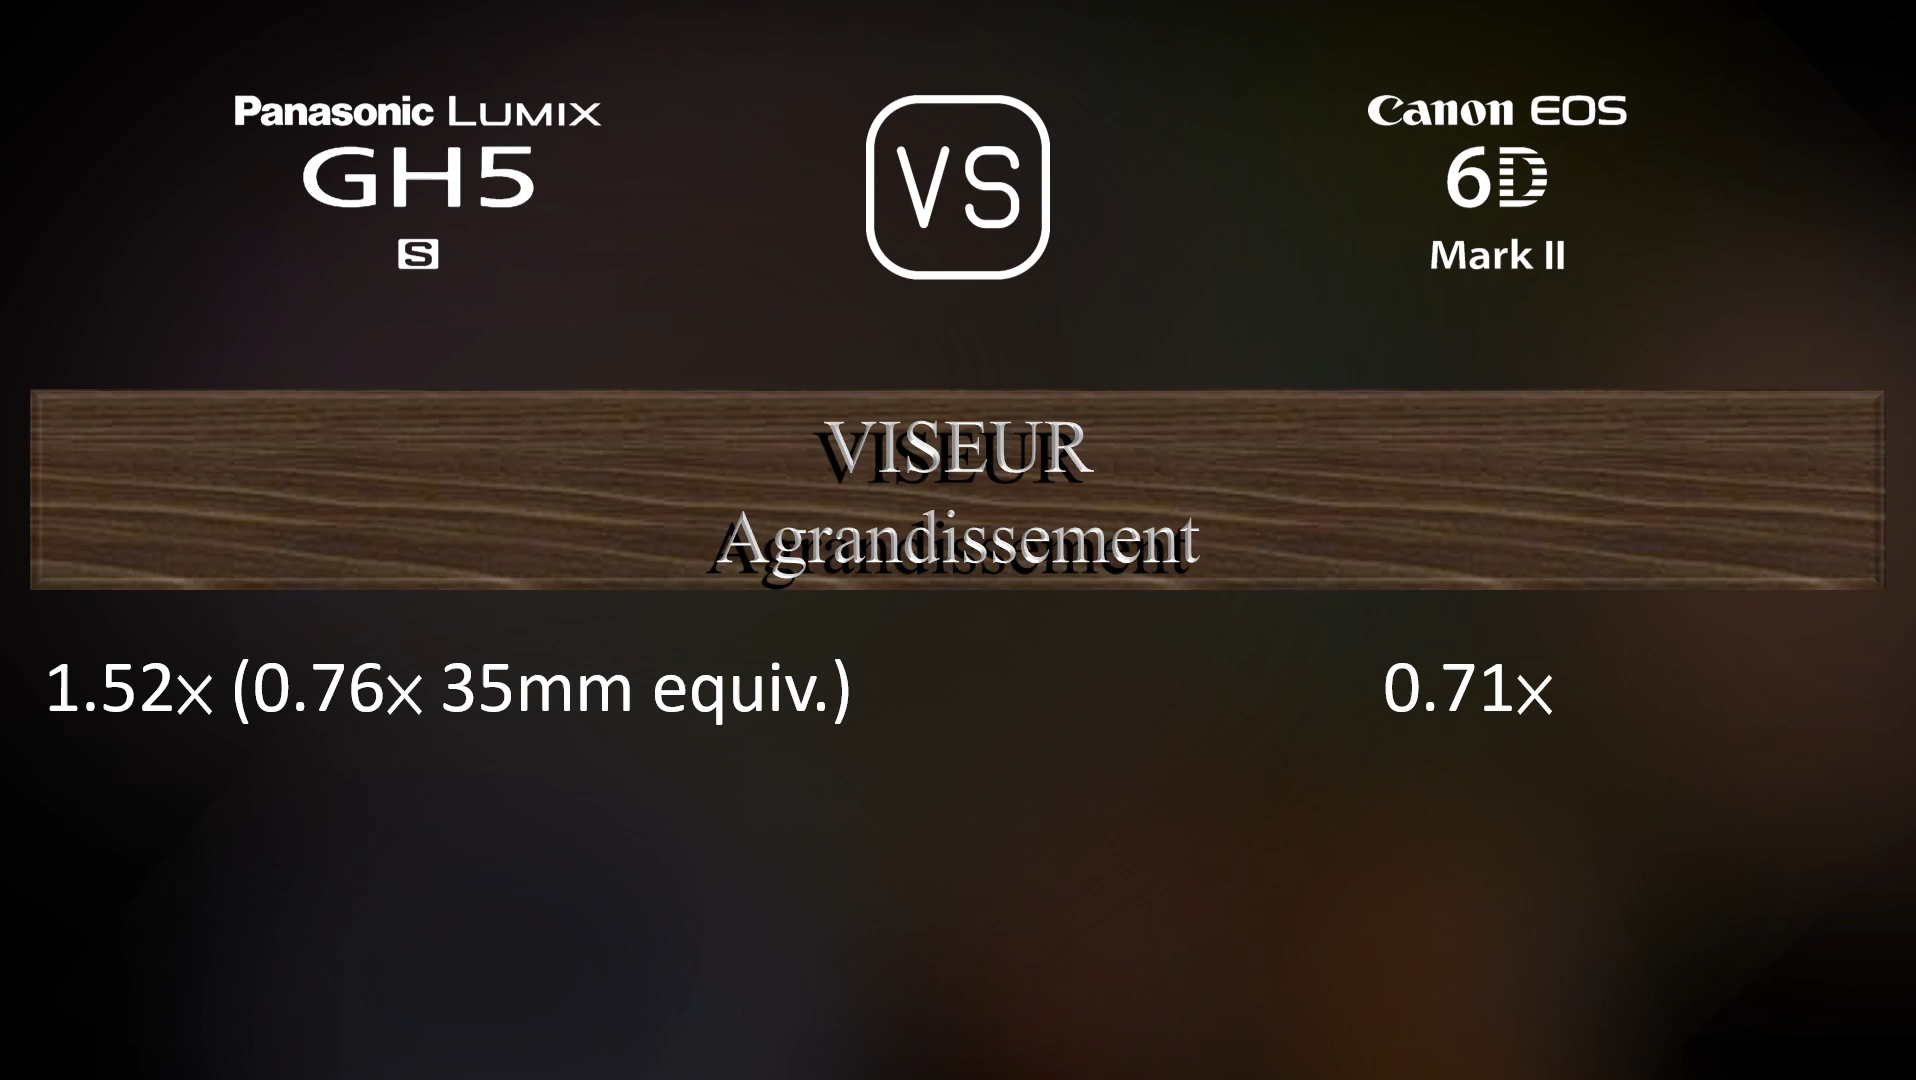 Panasonic LUMIX
GH5
S
VS
Canon EOS
6D
Mark II
VISEUR
Agrandissement
1.52x (0.76x 35mm equiv.)
0.71x